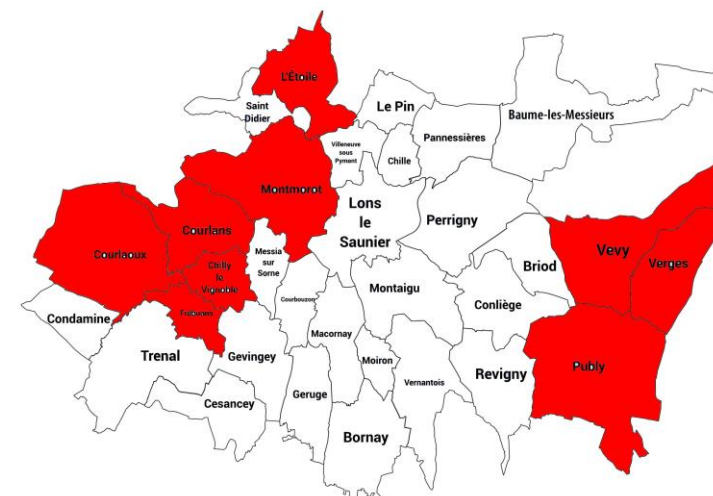 L'Étoile
Saint
Didier
Le Pin
Baume-les-Messieurs
Pannessières
Villeneuve
sous
Pymont
Chille
Montmorot
Lons
le
Saunier
Perrigny
Courlans
Courlaoux
Messia
sur
Sorne
Chilly
le
Vignoble
Vevy
Verges
Briod
Montaigu
Conliège
Courbouzon
Condamine
Frébuans
Macornay
Trenal
Gevingey
Moiron
Publy
Revigny
Vernantois
Geruge
Cesancey
Bornay